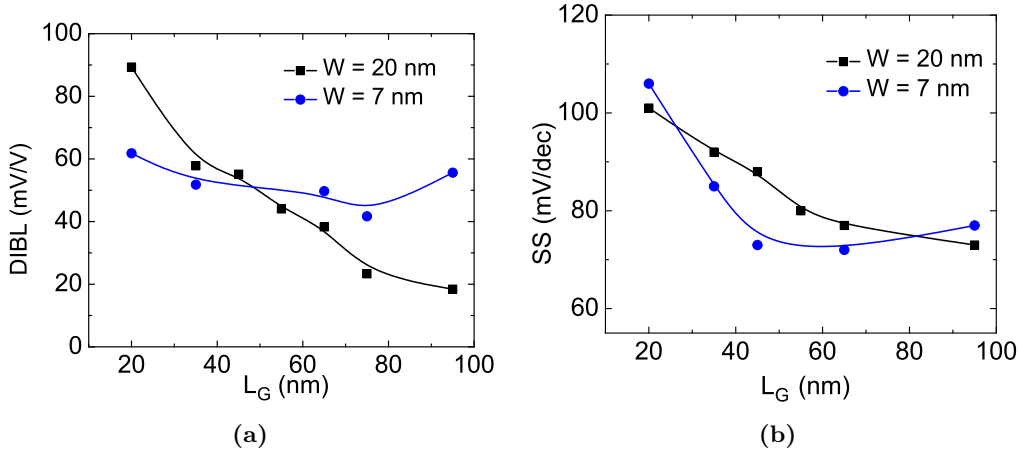 100
80
60
40
20
0
DIBL (mV/V)
W = 20 nm
W = 7 nm
20 40 60 80 100
L_G (nm)
(a)
120
100
80
60
SS (mV/dec)
W = 20 nm
W = 7 nm
20 40 60 80 100
L_G (nm)
(b)